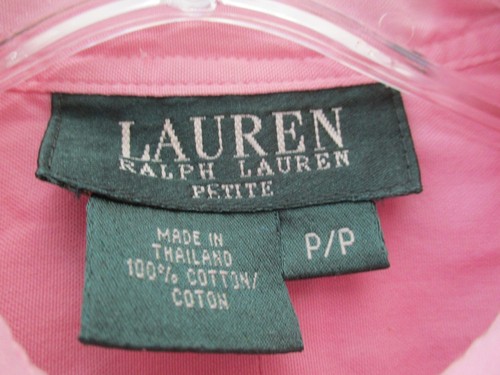 LAUREN
RALPH LAUREN
PETITE
MADE IN
THAILAND
100% COTTON/
COTON
P/P